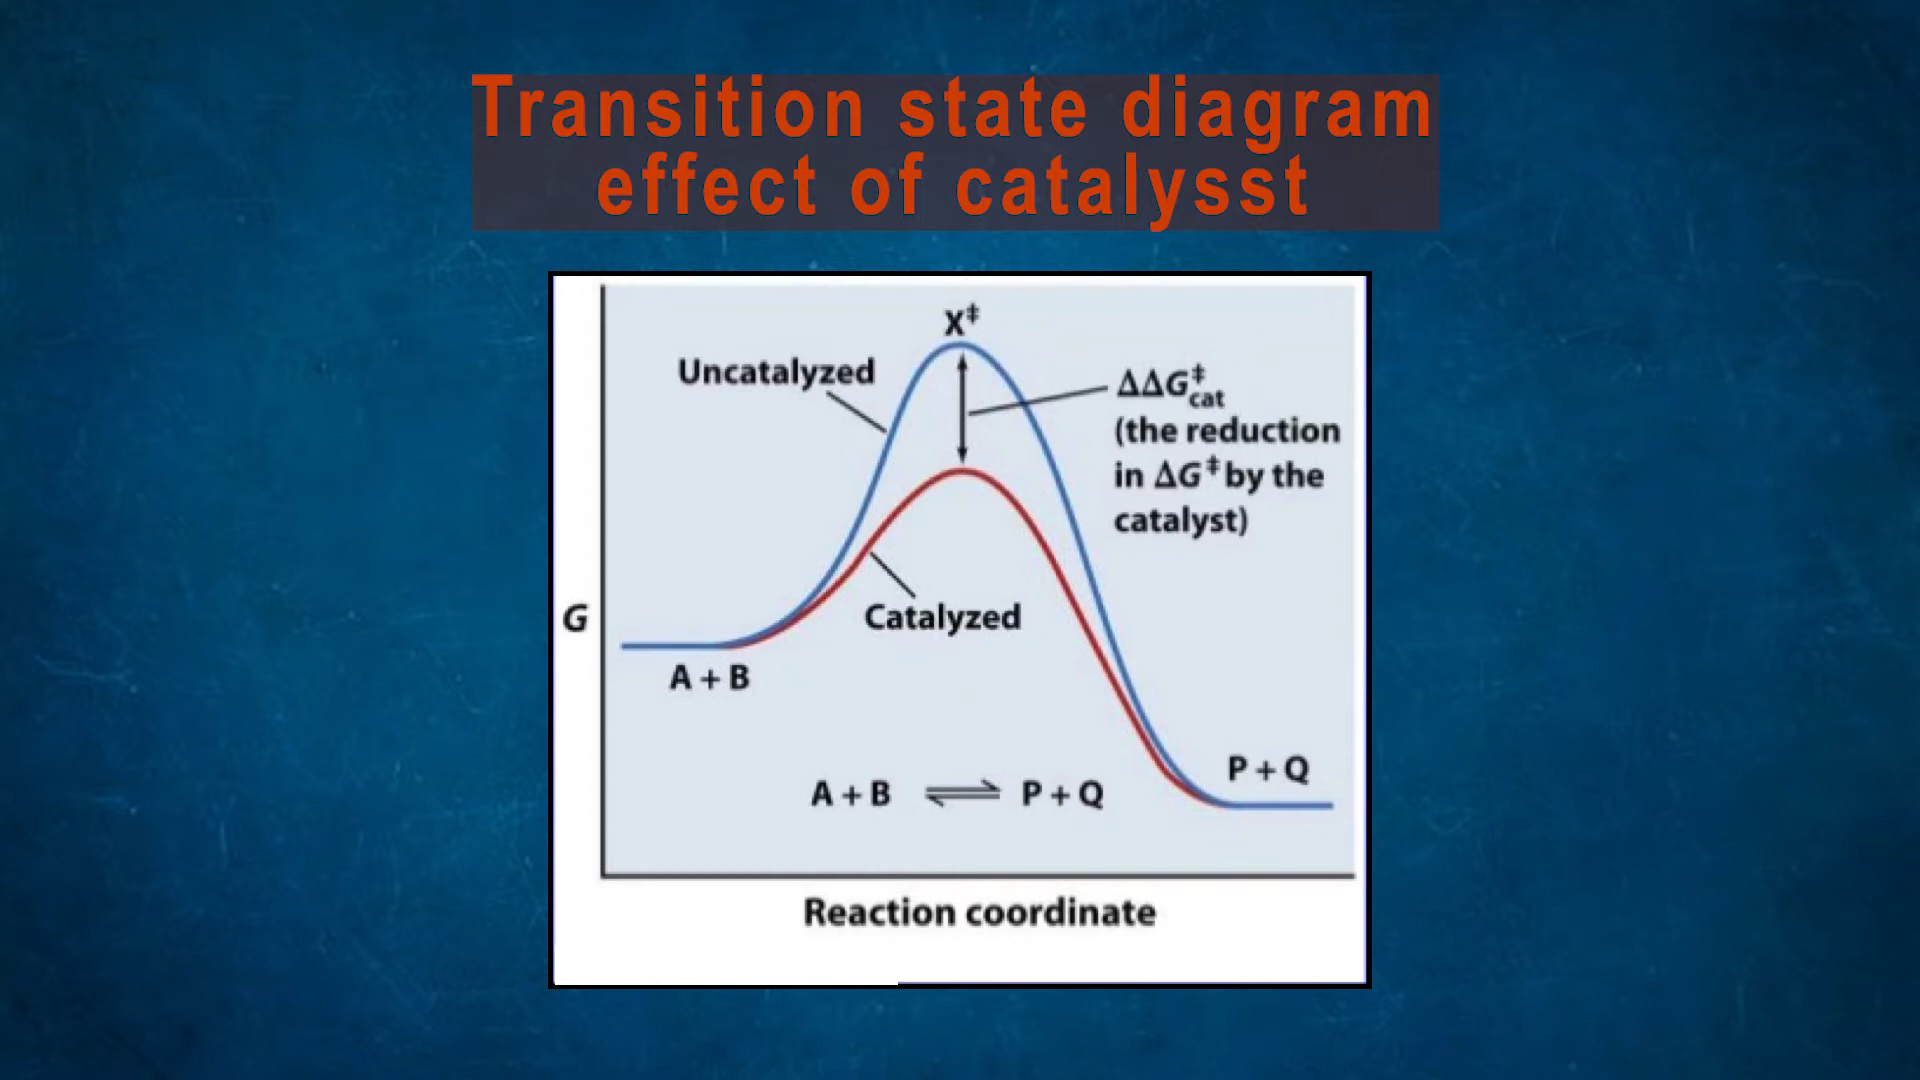 Transition state diagram
effect of catalysst
X‡
Uncatalyzed
ΔΔG‡cat
(the reduction
in ΔG‡ by the
catalyst)
Catalyzed
G
A + B
P + Q
A + B ⇌ P + Q
Reaction coordinate